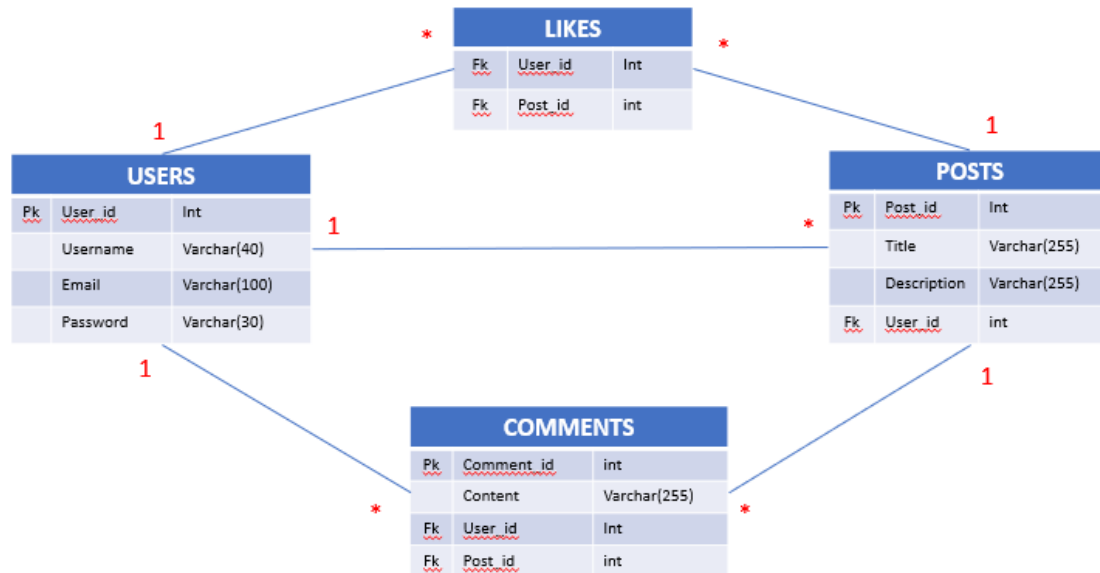 LIKES
* *
Fk User_id Int
Fk Post_id int
1 1
USERS
Pk User_id Int
Username Varchar(40)
Email Varchar(100)
Password Varchar(30)
1 *
POSTS
Pk Post_id Int
Title Varchar(255)
Description Varchar(255)
Fk User_id int
1 1
COMMENTS
Pk Comment_id int
Content Varchar(255)
Fk User_id Int
Fk Post_id int
* *